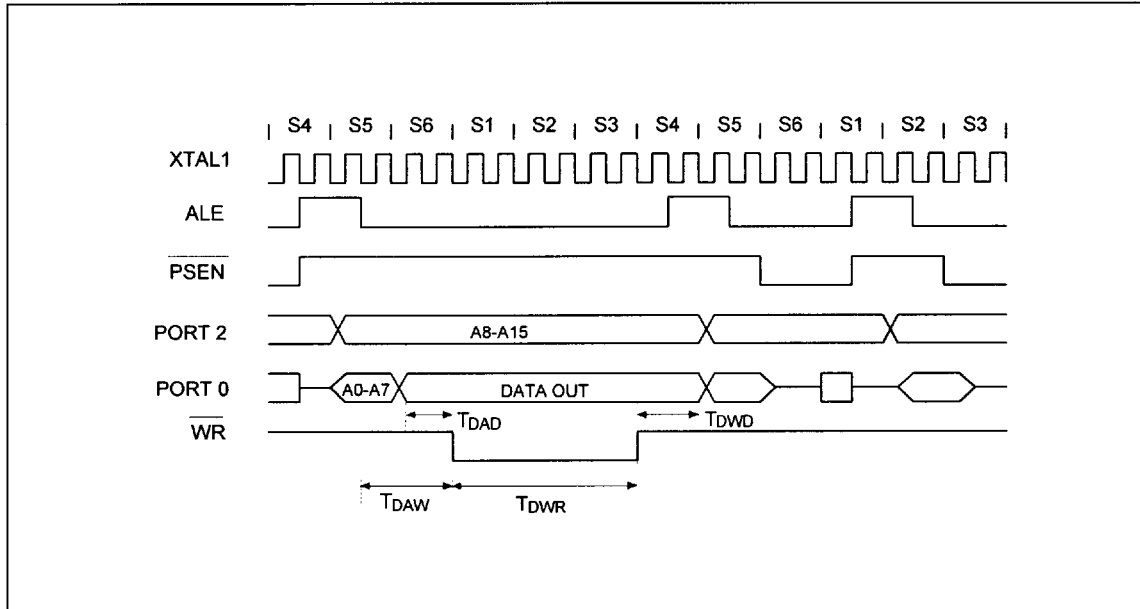 S4 S5 S6 S1 S2 S3 S4 S5 S6 S1 S2 S3
XTAL1
ALE
PSEN
PORT 2 A8-A15
PORT 0 A0-A7 DATA OUT
TDAD TDWD
WR
TDAW TDWR